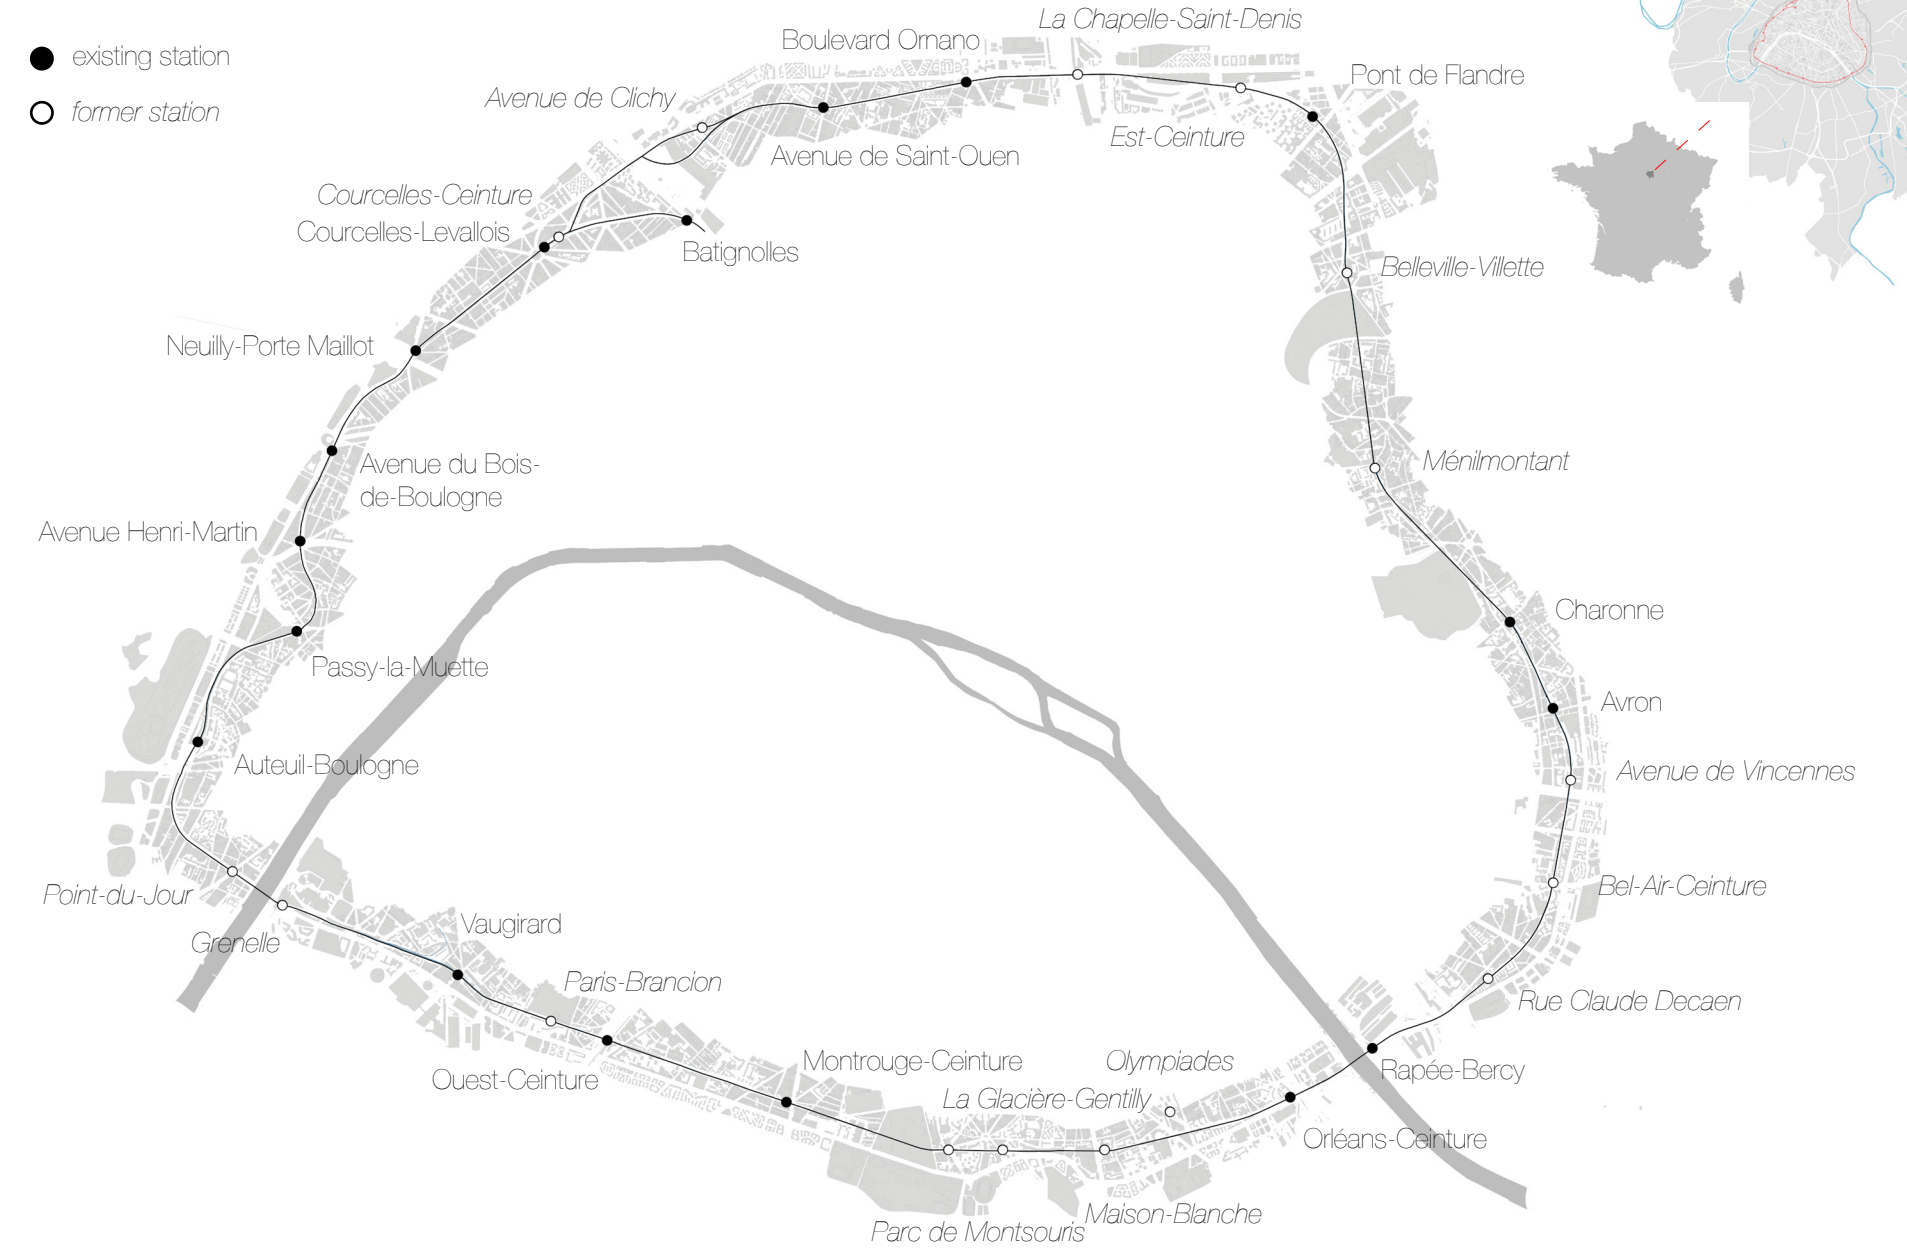 La Chapelle-Saint-Denis
Boulevard Ornano
existing station
Pont de Flandre
Avenue de Clichy
former station
Est-Ceinture
Avenue de Saint-Ouen
Courcelles-Ceinture
Courcelles-Levallois
Batignolles
Belleville-Villette
Neuilly-Porte Maillot
Avenue du Bois-
de-Boulogne
Ménilmontant
Avenue Henri-Martin
Charonne
Passy-la-Muette
Avron
Auteuil-Boulogne
Avenue de Vincennes
Point-du-Jour
Bel-Air-Ceinture
Vaugirard
Grenelle
Paris-Brancion
Rue Claude Decaen
Montrouge-Ceinture
Olympiades
Rapée-Bercy
Ouest-Ceinture
La Glacière-Gentilly
Orléans-Ceinture
Maison-Blanche
Parc de Montsouris